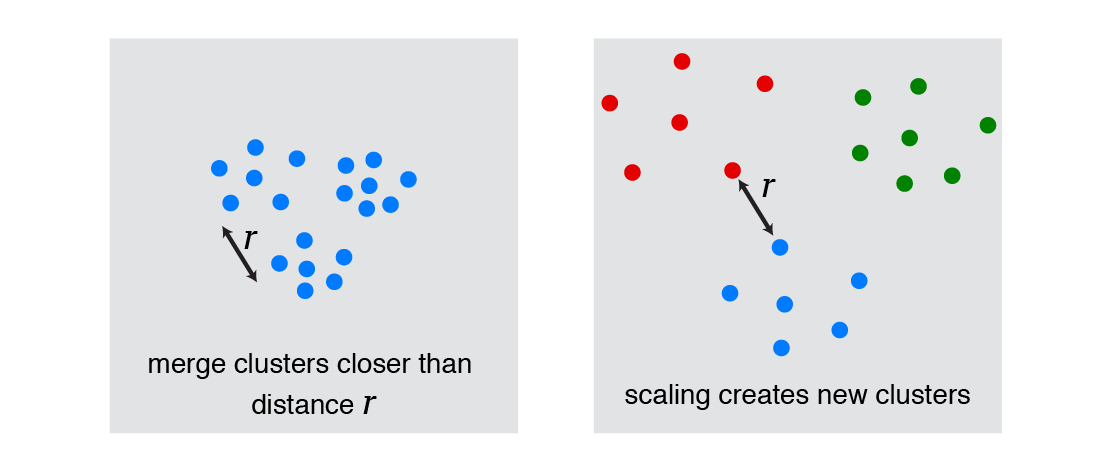 r
merge clusters closer than
distance r
r
scaling creates new clusters